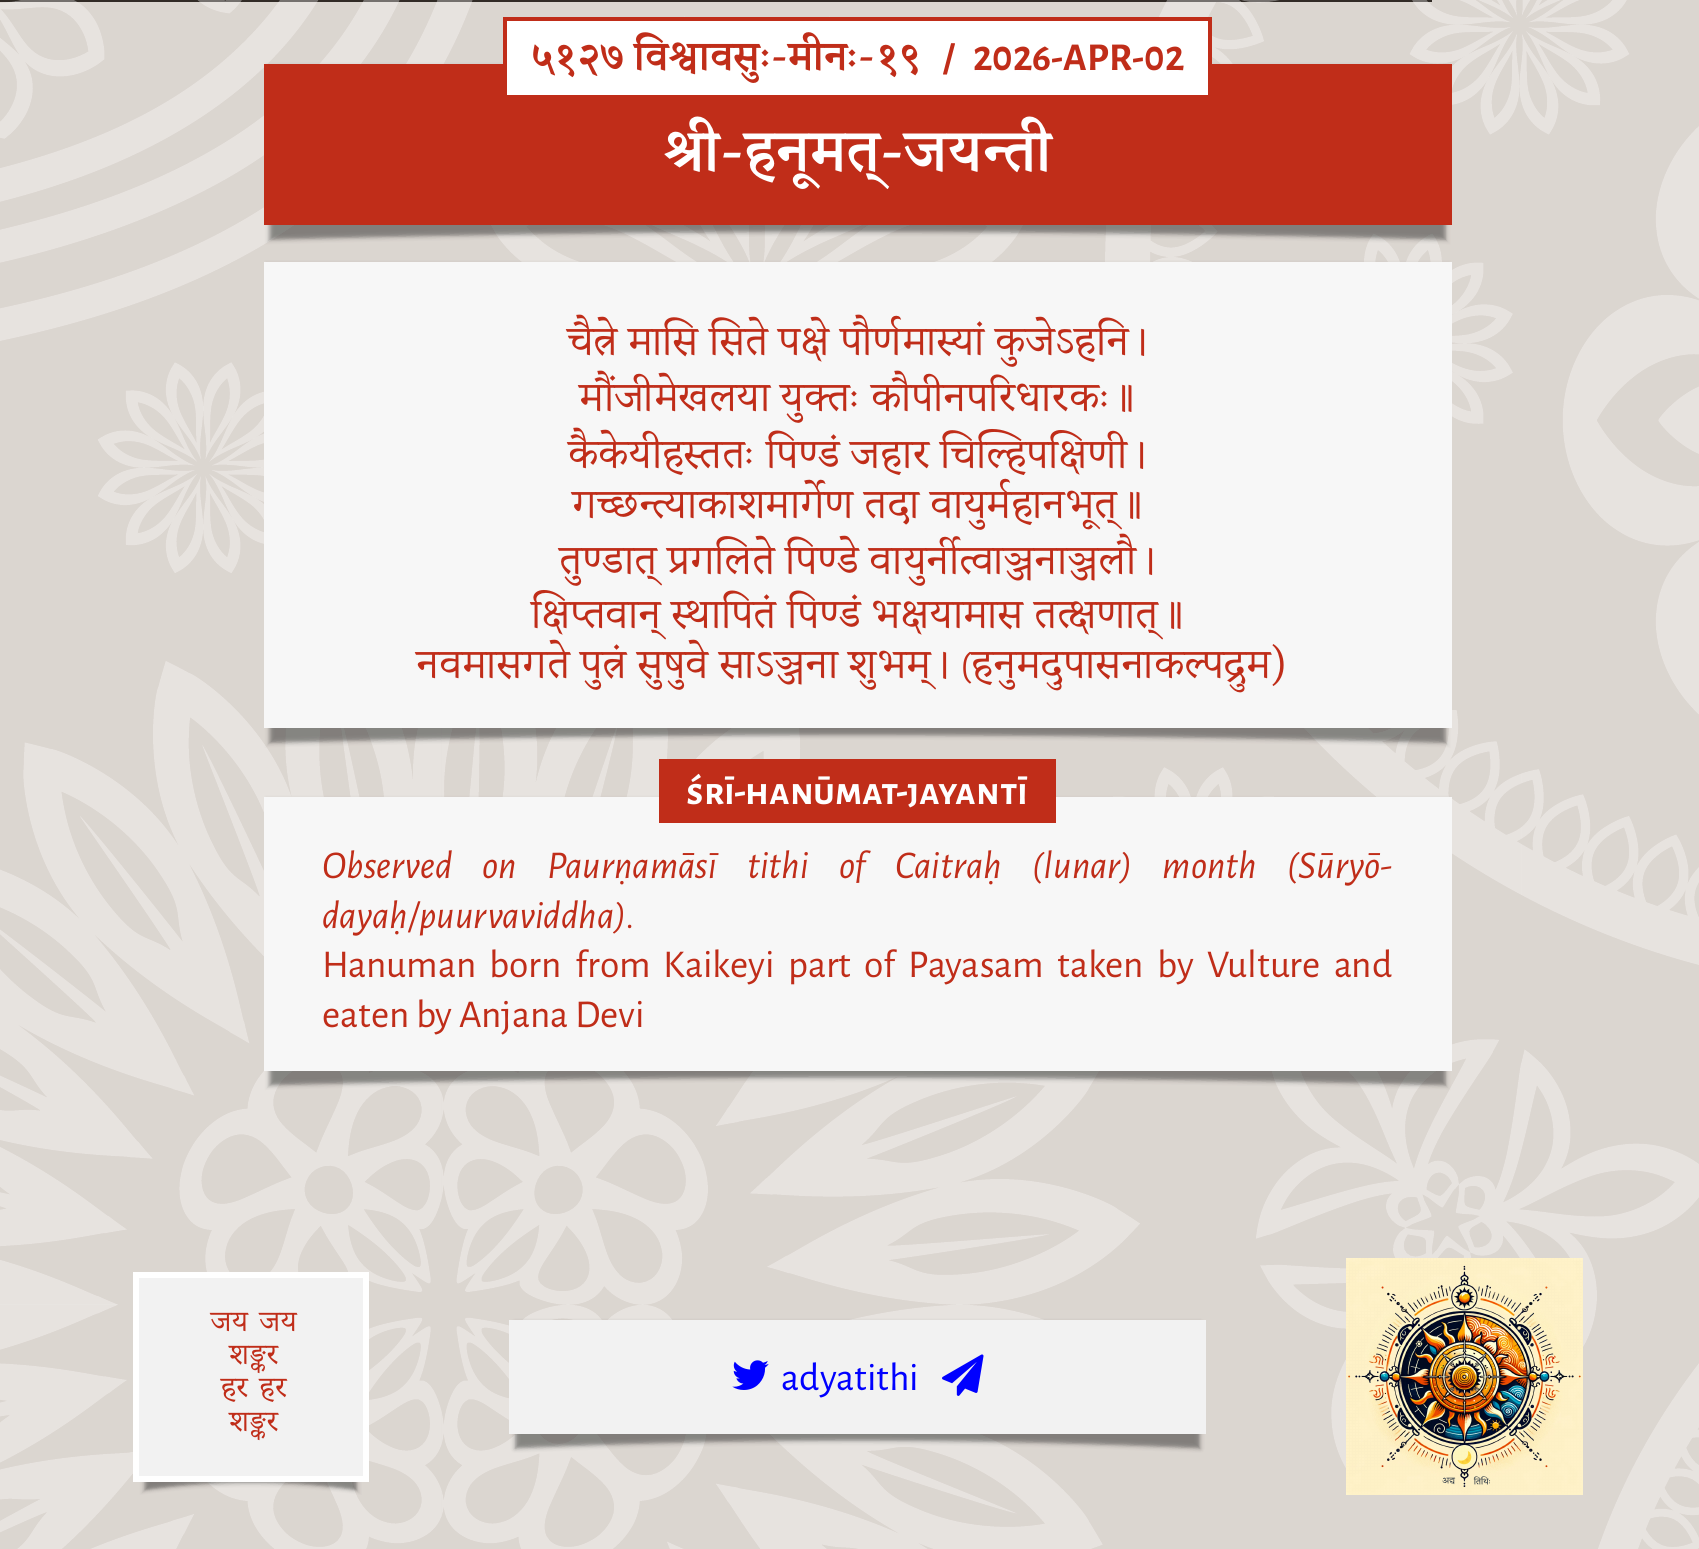 ५१२७ विश्वावसुः-मीनः-१९ / 2026-APR-02
श्री-हनूमत्-जयन्ती
चैत्रे मासि सिते पक्षे पौर्णमास्यां कुजेऽहनि।
मौंजीमेखलया युक्तः कौपीनपरिधारकः॥
कैकेयीहस्ततः पिण्डं जहार चिल्हिपक्षिणी।
गच्छन्त्याकाशमार्गेण तदा वायुर्महानभूत्॥
तुण्डात् प्रगलिते पिण्डे वायुर्नीत्वाञ्जनाञ्जलौ।
क्षिप्तवान् स्थापितं पिण्डं भक्षयामास तत्क्षणात्॥
नवमासगते पुत्रं सुषुवे साऽञ्जना शुभम्। (हनुमदुपासनाकल्पद्रुम)
ŚRĪ-HANŪMAT-JAYANTĪ
Observed on Paurṇamāsī tithi of Caitraḥ (lunar) month (Sūryō-
dayaḥ/puurvaviddha).
Hanuman born from Kaikeyi part of Payasam taken by Vulture and
eaten by Anjana Devi
जय जय
शङ्कर
हर हर
शङ्कर
adyatithi
अद्य तिथिः